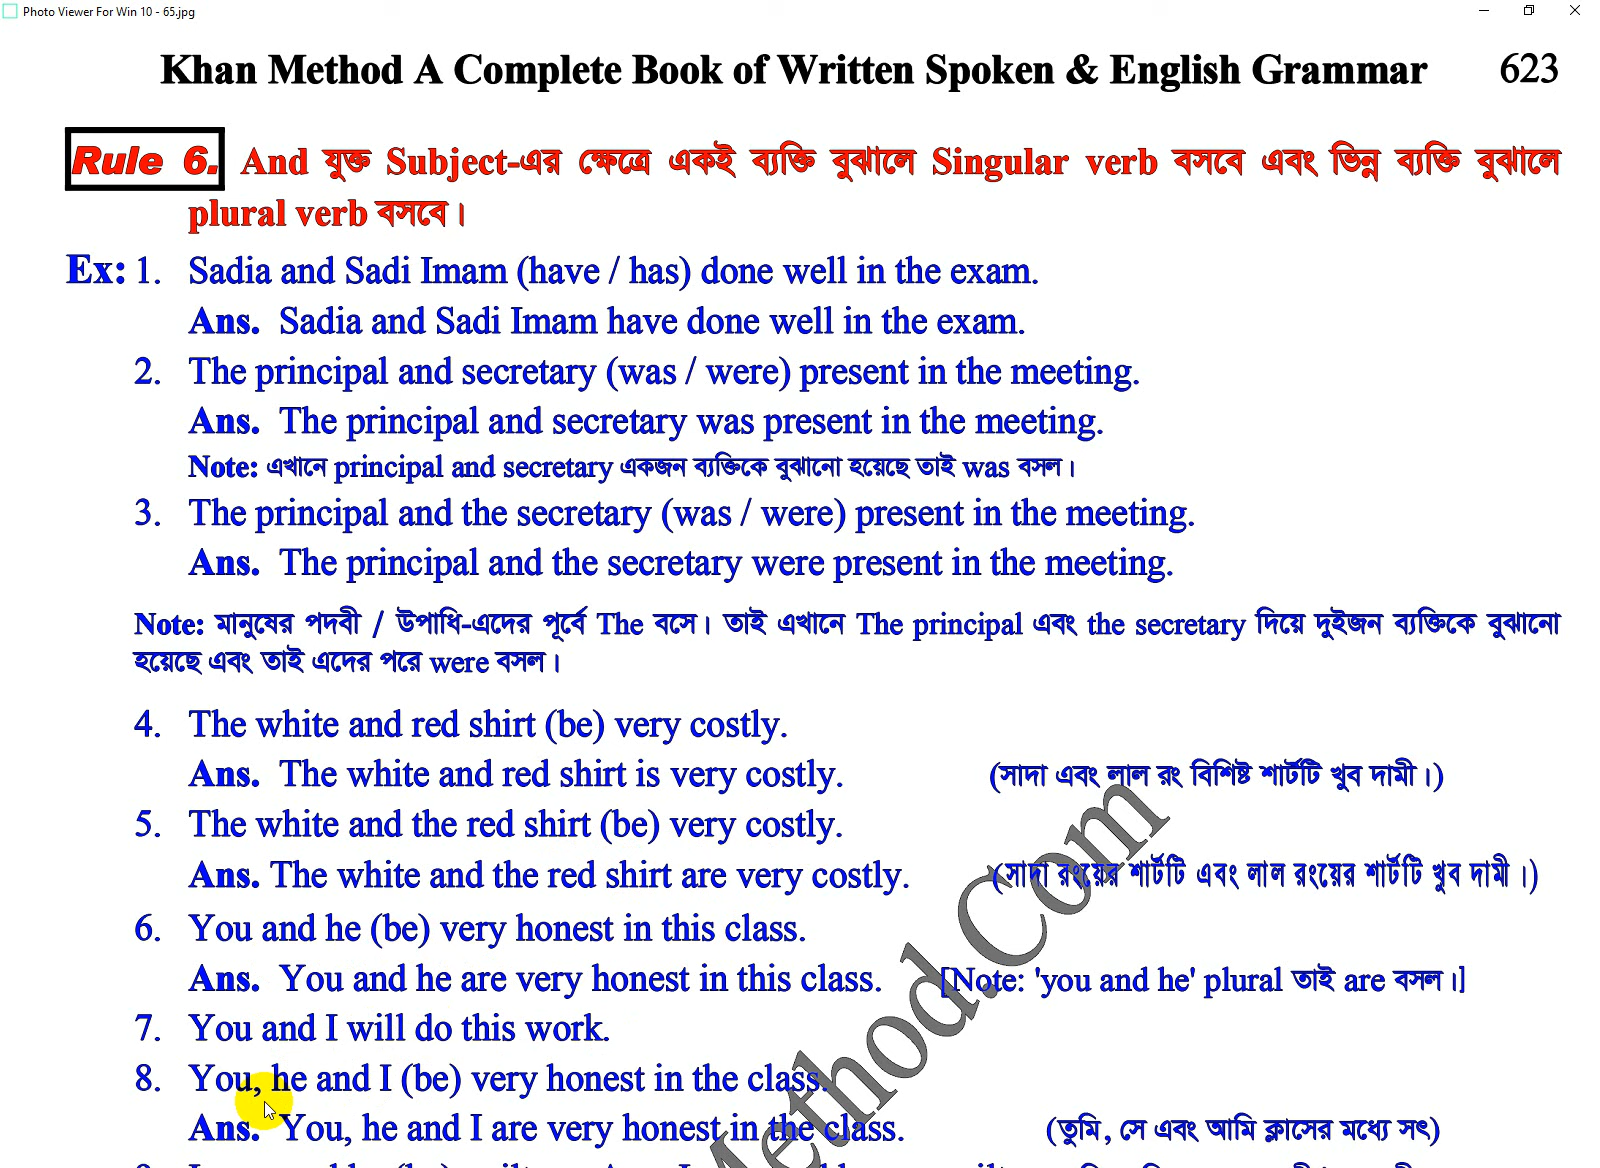 Photo Viewer For Win 10 - 65.jpg
Khan Method A Complete Book of Written Spoken & English Grammar 623
Rule 6. And যুক্ত Subject-এর ক্ষেত্রে একই ব্যক্তি বুঝালে Singular verb বসবে এবং ভিন্ন ব্যক্তি বুঝালে
plural verb বসবে।
Ex: 1. Sadia and Sadi Imam (have / has) done well in the exam.
Ans. Sadia and Sadi Imam have done well in the exam.
2. The principal and secretary (was / were) present in the meeting.
Ans. The principal and secretary was present in the meeting.
Note: এখানে principal and secretary একজন ব্যক্তিকে বুঝানো হয়েছে তাই was বসল।
3. The principal and the secretary (was / were) present in the meeting.
Ans. The principal and the secretary were present in the meeting.
Note: মানুষের পদবী / উপাধি-এদের পূর্বে The বসে। তাই এখানে The principal এবং the secretary দিয়ে দুইজন ব্যক্তিকে বুঝানো
হয়েছে এবং তাই এদের পরে were বসল।
4. The white and red shirt (be) very costly.
Ans. The white and red shirt is very costly. (সাদা এবং লাল রং বিশিষ্ট শার্টটি খুব দামী।)
5. The white and the red shirt (be) very costly.
Ans. The white and the red shirt are very costly. (সাদা রংয়ের শার্টটি এবং লাল রংয়ের শার্টটি খুব দামী।)
6. You and he (be) very honest in this class.
Ans. You and he are very honest in this class. [Note: 'you and he' plural তাই are বসল।]
7. You and I will do this work.
8. You, he and I (be) very honest in the class.
Ans. You, he and I are very honest in the class. (তুমি, সে এবং আমি ক্লাসের মধ্যে সৎ)
Method.Com